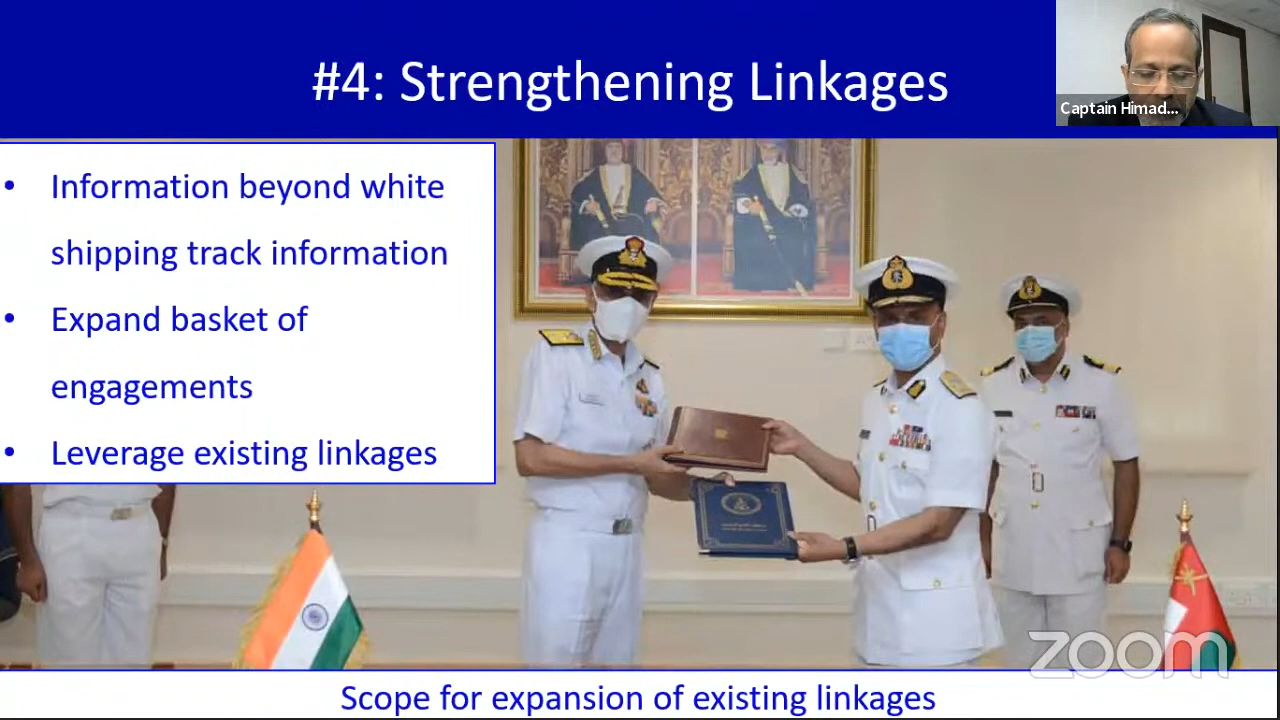 #4: Strengthening Linkages
Captain Himad...
• Information beyond white
shipping track information
• Expand basket of
engagements
• Leverage existing linkages
zoom
Scope for expansion of existing linkages